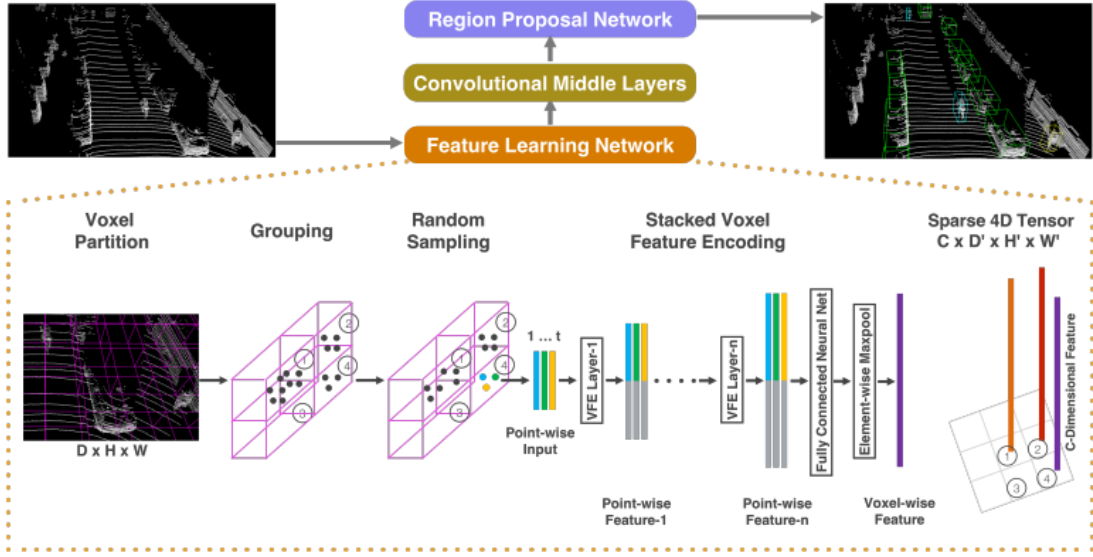 Region Proposal Network
Convolutional Middle Layers
Feature Learning Network
Voxel
Partition
Grouping
Random
Sampling
Stacked Voxel
Feature Encoding
Sparse 4D Tensor
C x D' x H' x W'
D x H x W
1
2
3
4
1
2
3
4
1 ... t
Point-wise
Input
VFE Layer-1
Point-wise
Feature-1
VFE Layer-n
Point-wise
Feature-n
Fully Connected Neural Net
Element-wise Maxpool
Voxel-wise
Feature
C-Dimensional Feature
1
2
3
4